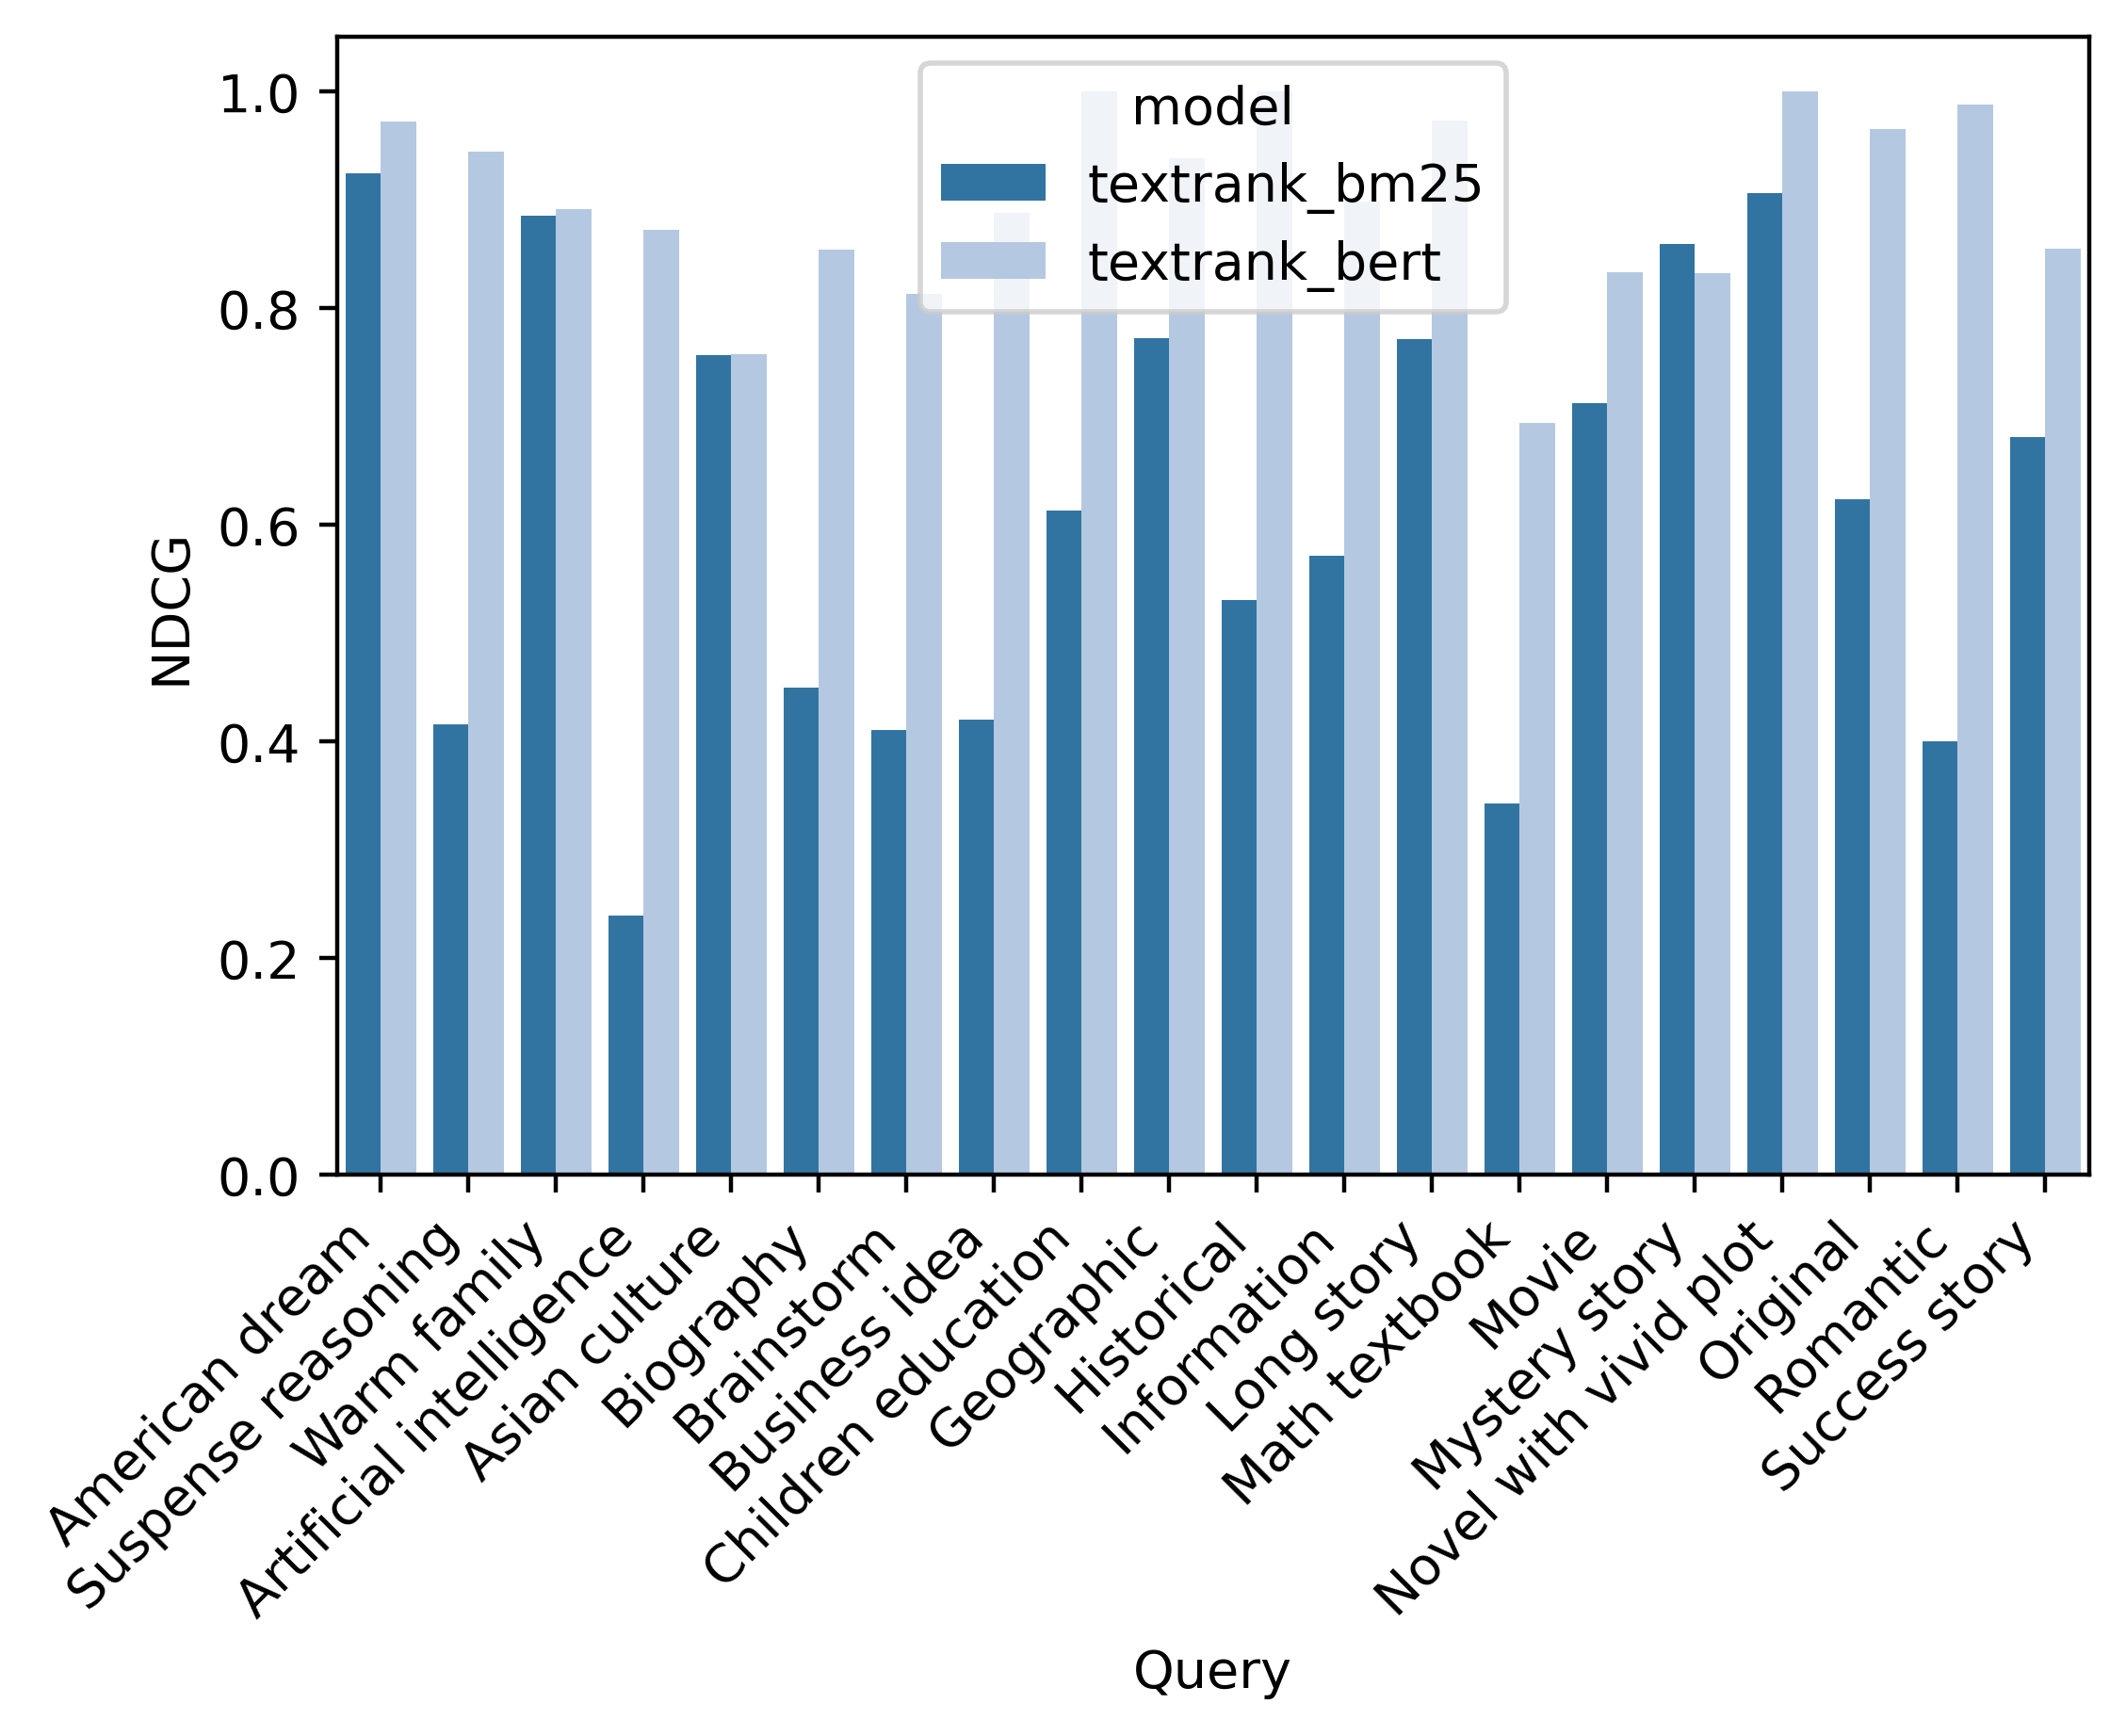 model
textrank_bm25
textrank_bert
NDCG
1.0
0.8
0.6
0.4
0.2
0.0
American dream
Suspense reasoning
Warm family
Artificial intelligence
Asian culture
Biography
Brainstorm
Business idea
Children education
Geographic
Historical
Information
Long story
Math textbook
Movie
Mystery story
Novel with vivid plot
Original
Romantic
Success story
Query